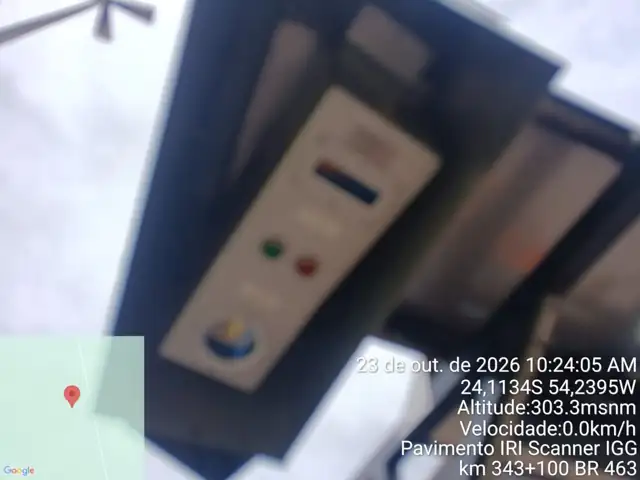 23 de out. de 2026 10:24:05 AM
24,1134S 54,2395W
Altitude:303.3msnm
Velocidade:0.0km/h
Pavimento IRI Scanner IGG
km 343+100 BR 463
Google